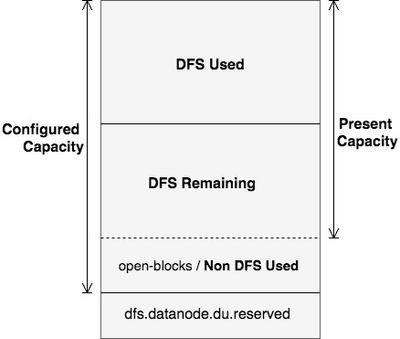 DFS Used
Configured
Capacity
Present
Capacity
DFS Remaining
open-blocks / Non DFS Used
dfs.datanode.du.reserved